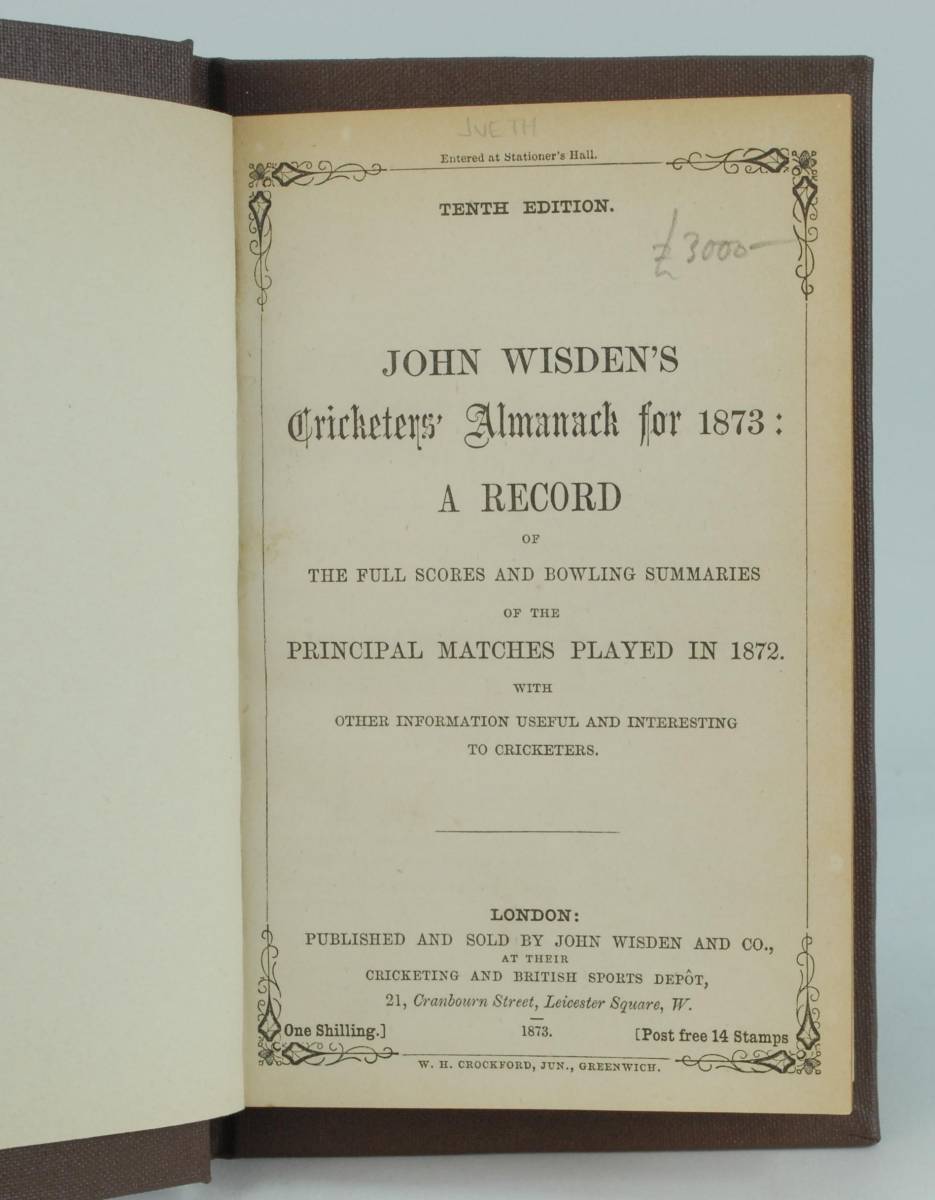 JUETH
Entered at Stationer's Hall.
TENTH EDITION.
£3000—
JOHN WISDEN'S
Cricketers' Almanack for 1873:
A RECORD
OF
THE FULL SCORES AND BOWLING SUMMARIES
OF THE
PRINCIPAL MATCHES PLAYED IN 1872.
WITH
OTHER INFORMATION USEFUL AND INTERESTING
TO CRICKETERS.
LONDON:
PUBLISHED AND SOLD BY JOHN WISDEN AND CO.,
AT THEIR
CRICKETING AND BRITISH SPORTS DEPÔT,
21, Cranbourn Street, Leicester Square, W.
One Shilling.] 1873. [Post free 14 Stamps
W. H. CROCKFORD, JUN., GREENWICH.